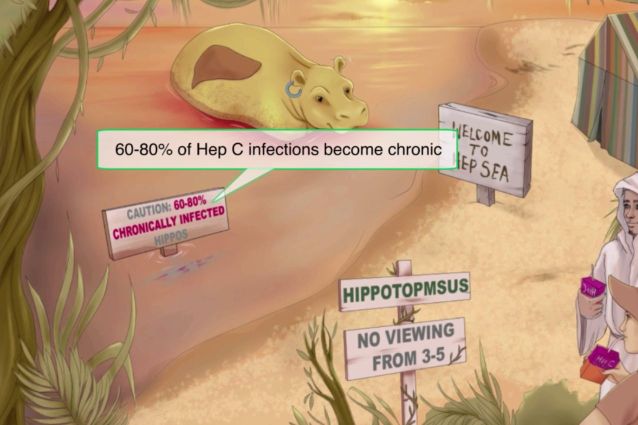 60-80% of Hep C infections become chronic
WELCOME
TO
EP SEA
CAUTION: 60-80%
CHRONICALLY INFECTED
HIPPOS
HIPPOTOPMSUS
NO VIEWING
FROM 3-5